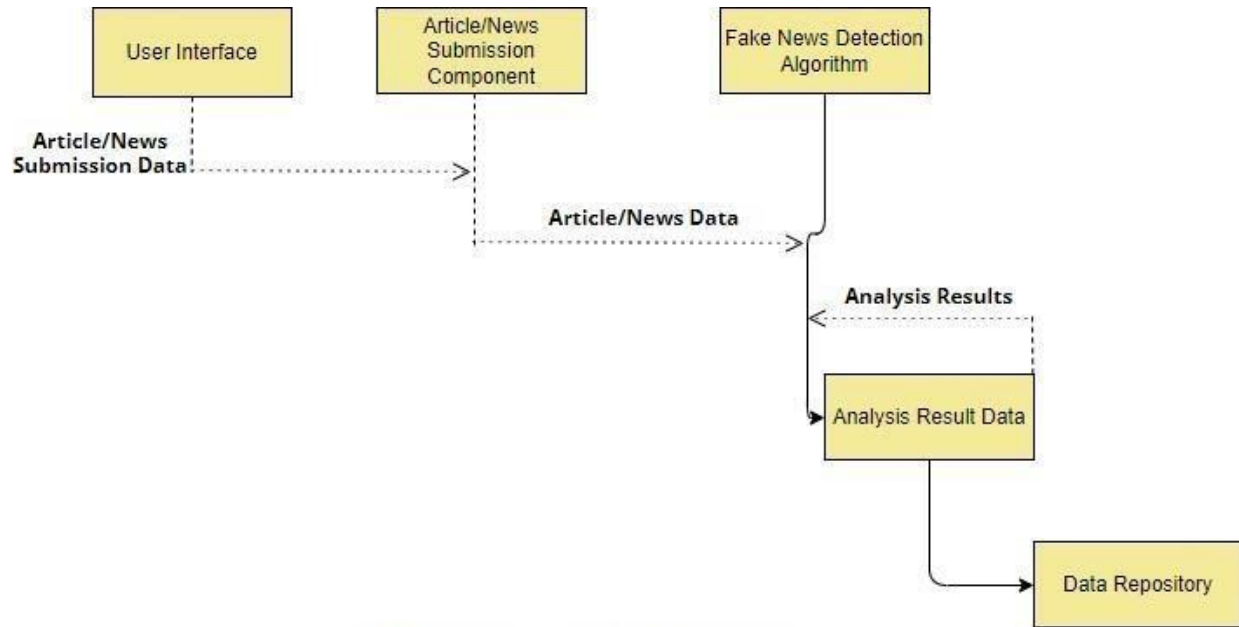 User Interface
Article/News
Submission
Component
Fake News Detection
Algorithm
Article/News
Submission Data
Article/News Data
Analysis Results
Analysis Result Data
Data Repository